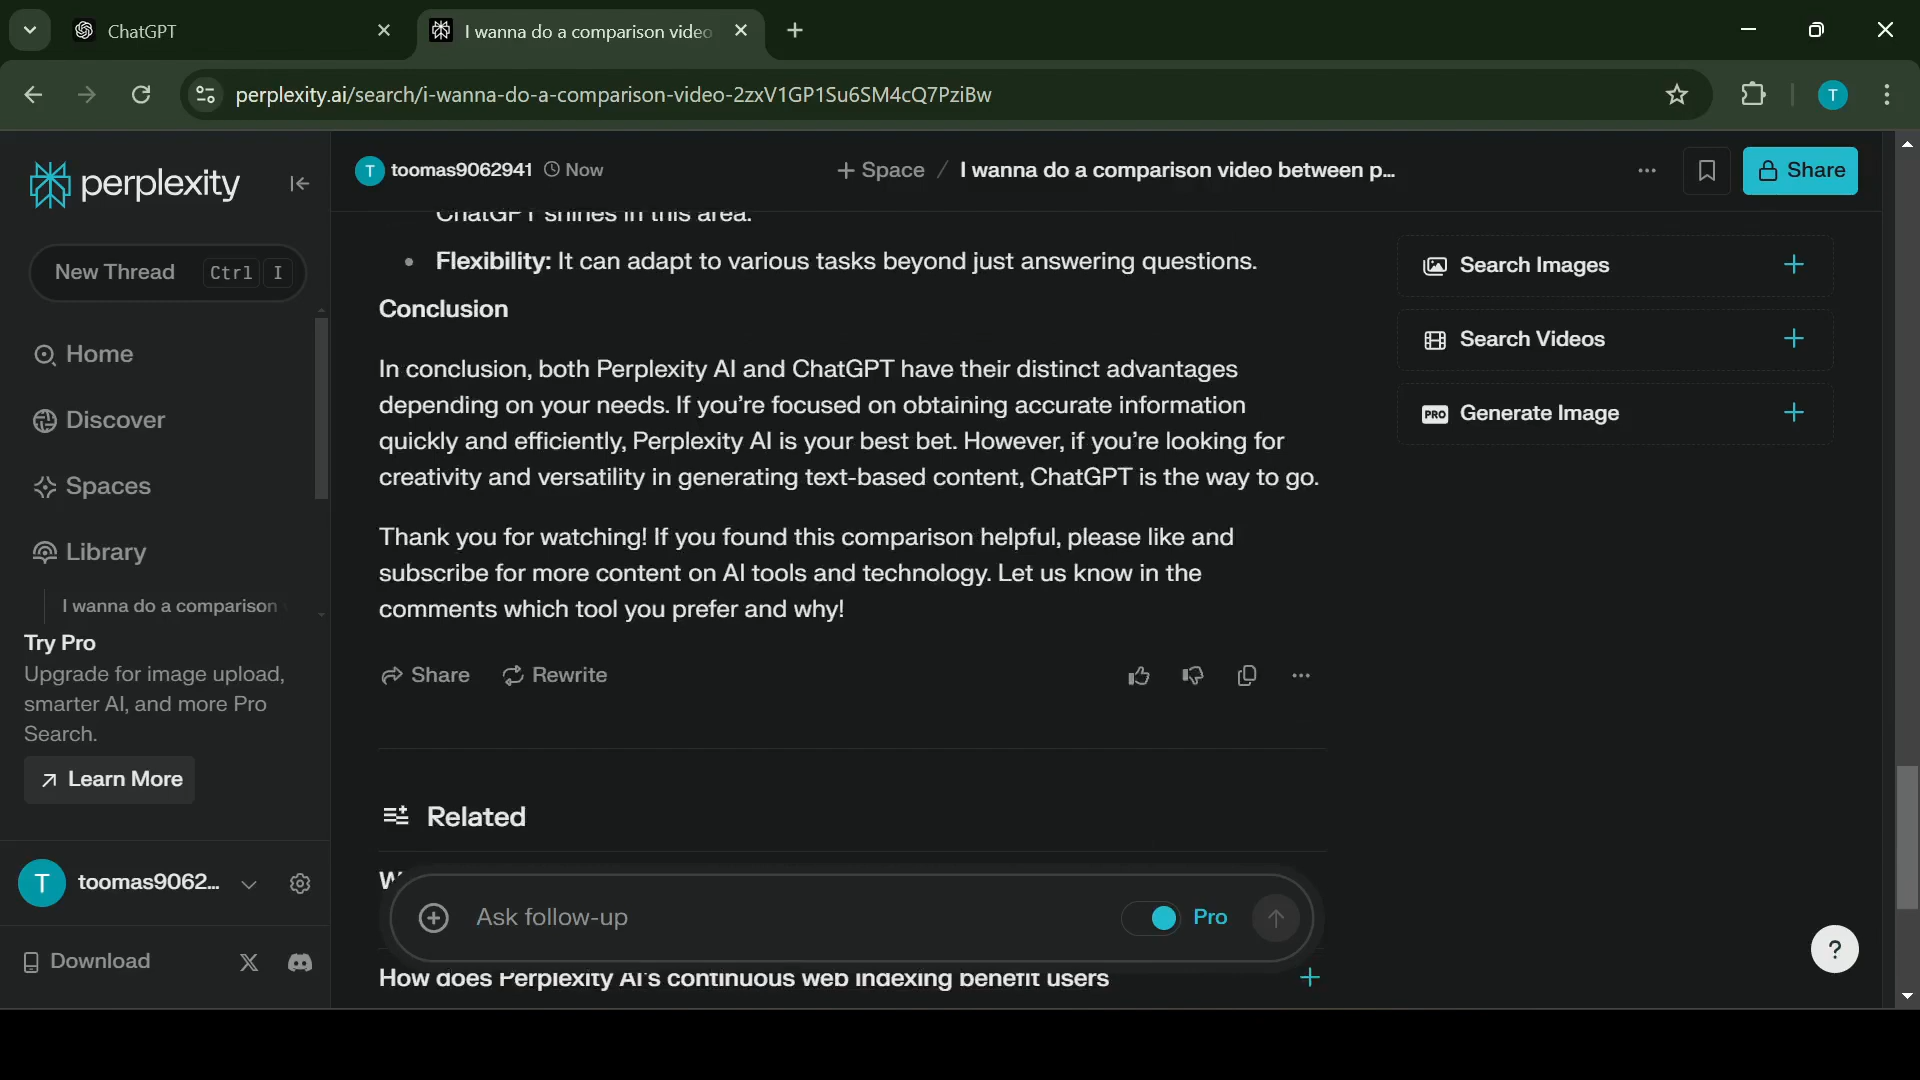 ChatGPT
I wanna do a comparison video
perplexity.ai/search/i-wanna-do-a-comparison-video-2zxV1GP1Su6SM4cQ7PziBw
T
perplexity
T toomas9062941 Now
+ Space / I wanna do a comparison video between p...
Share
New Thread Ctrl I
Home
Discover
Spaces
Library
I wanna do a comparison
Try Pro
Upgrade for image upload,
smarter AI, and more Pro
Search.
Learn More
T toomas9062...
Download
ChatGPT shines in this area.
• Flexibility: It can adapt to various tasks beyond just answering questions.
Conclusion
In conclusion, both Perplexity AI and ChatGPT have their distinct advantages
depending on your needs. If you're focused on obtaining accurate information
quickly and efficiently, Perplexity AI is your best bet. However, if you're looking for
creativity and versatility in generating text-based content, ChatGPT is the way to go.
Thank you for watching! If you found this comparison helpful, please like and
subscribe for more content on AI tools and technology. Let us know in the
comments which tool you prefer and why!
Share Rewrite
Related
Ask follow-up Pro
How does Perplexity AI's continuous web indexing benefit users
Search Images
Search Videos
PRO Generate Image
?